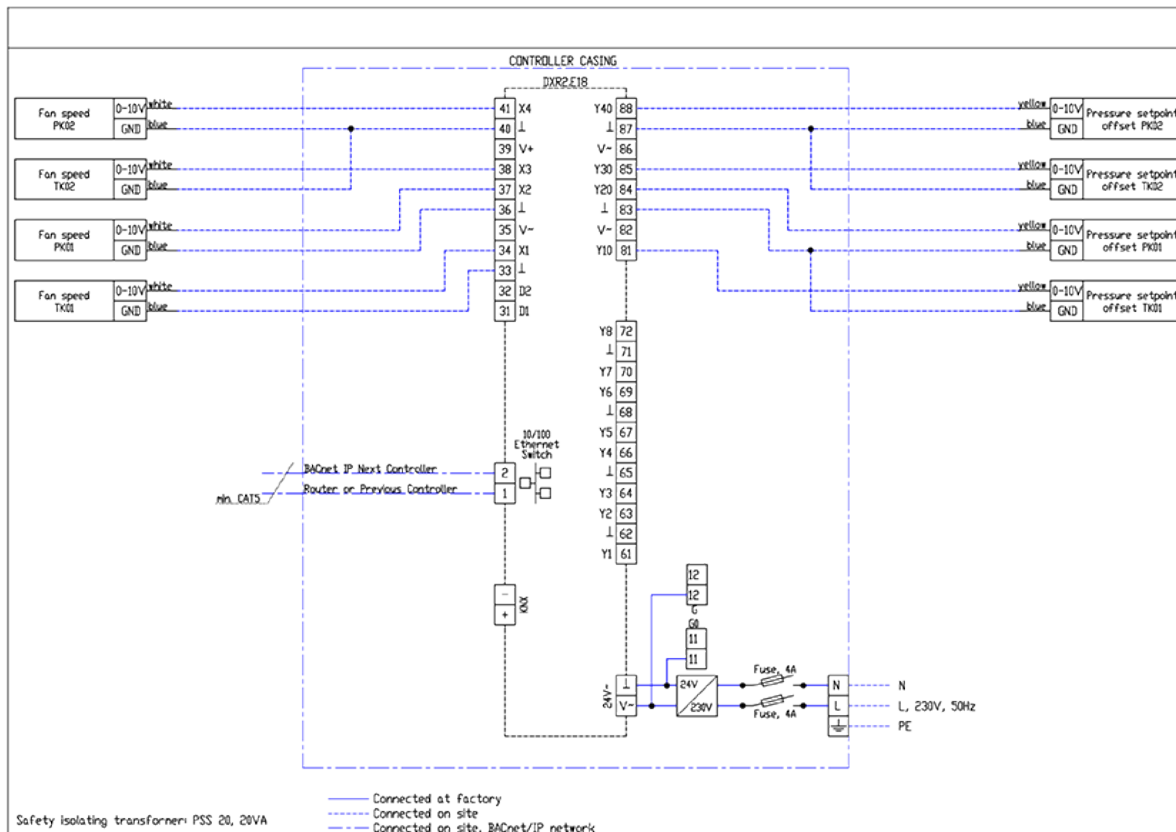 CONTROLLER CASING
DXR2.E18
Fan speed
PK02
0-10V white
GND blue
Fan speed
TK02
0-10V white
GND blue
Fan speed
PK01
0-10V white
GND blue
Fan speed
TK01
0-10V white
GND blue
41 X4
40 ⊥
39 V+
38 X3
37 X2
36 ⊥
35 V~
34 X1
33 ⊥
32 D2
31 D1
Y40 88
⊥ 87
V~ 86
Y30 85
Y20 84
⊥ 83
V~ 82
Y10 81
yellow 0-10V
blue GND
Pressure setpoint
offset PK02
yellow 0-10V
blue GND
Pressure setpoint
offset TK02
yellow 0-10V
blue GND
Pressure setpoint
offset PK01
yellow 0-10V
blue GND
Pressure setpoint
offset TK01
Y8 72
⊥ 71
Y7 70
Y6 69
⊥ 68
Y5 67
Y4 66
⊥ 65
Y3 64
Y2 63
⊥ 62
Y1 61
10/100
Ethernet
Switch
BACnet IP Next Controller 2
Router or Previous Controller 1
min. CAT5
-
+
KNX
12
12
G
G0
11
11
24V~
⊥
V~
24V
230V
Fuse, 4A
Fuse, 4A
N N
L L, 230V, 50Hz
PE
Connected at factory
Connected on site
Connected on site, BACnet/IP network
Safety isolating transformer: PSS 20, 20VA